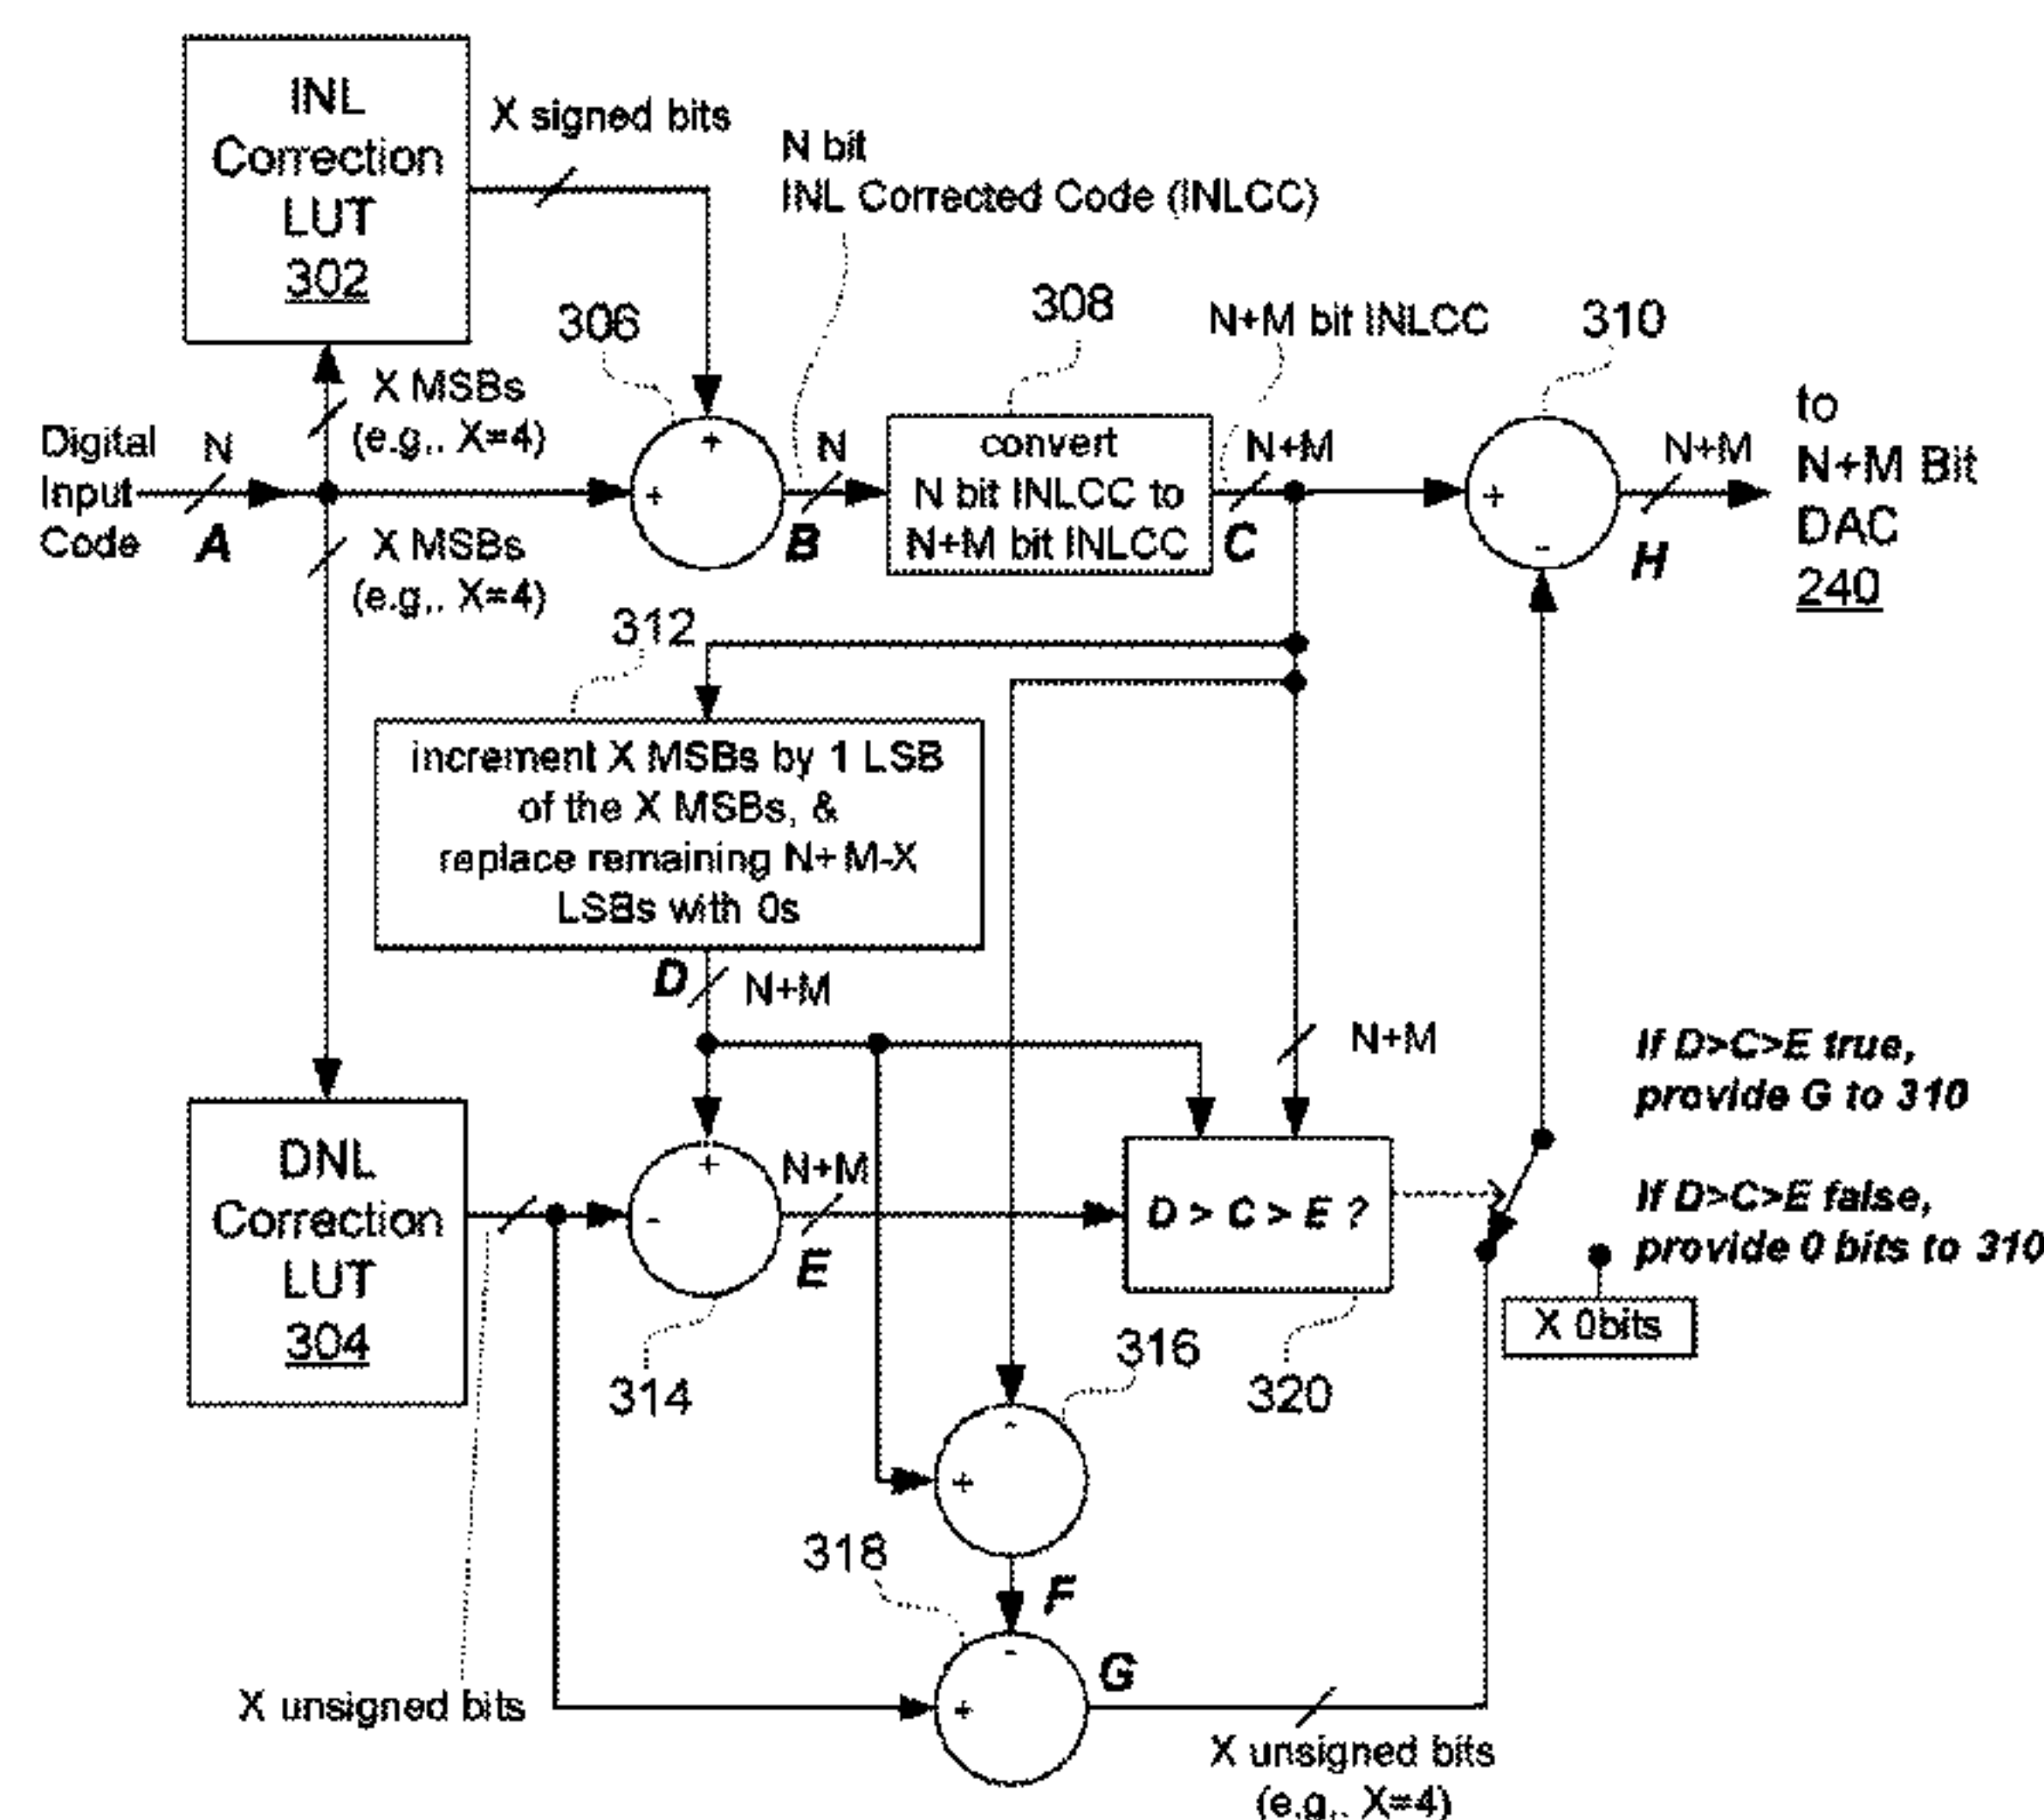 INL
Correction
LUT
302
X signed bits
N bit
INL Corrected Code (INLCC)
306
308
N+M bit INLCC
310
X MSBs
(e.g,. X=4)
Digital
Input
Code
N
A
X MSBs
(e.g,. X=4)
+
+
N
B
convert
N bit INLCC to
N+M bit INLCC
N+M
C
+
-
N+M
H
to
N+M Bit
DAC
240
312
increment X MSBs by 1 LSB
of the X MSBs, &
replace remaining N+M-X
LSBs with 0s
D
N+M
N+M
DNL
Correction
LUT
304
+
-
N+M
E
314
D > C > E ?
320
If D>C>E true,
provide G to 310
If D>C>E false,
provide 0 bits to 310
X 0bits
316
-
+
F
318
-
+
G
X unsigned bits
X unsigned bits
(e.g,. X=4)